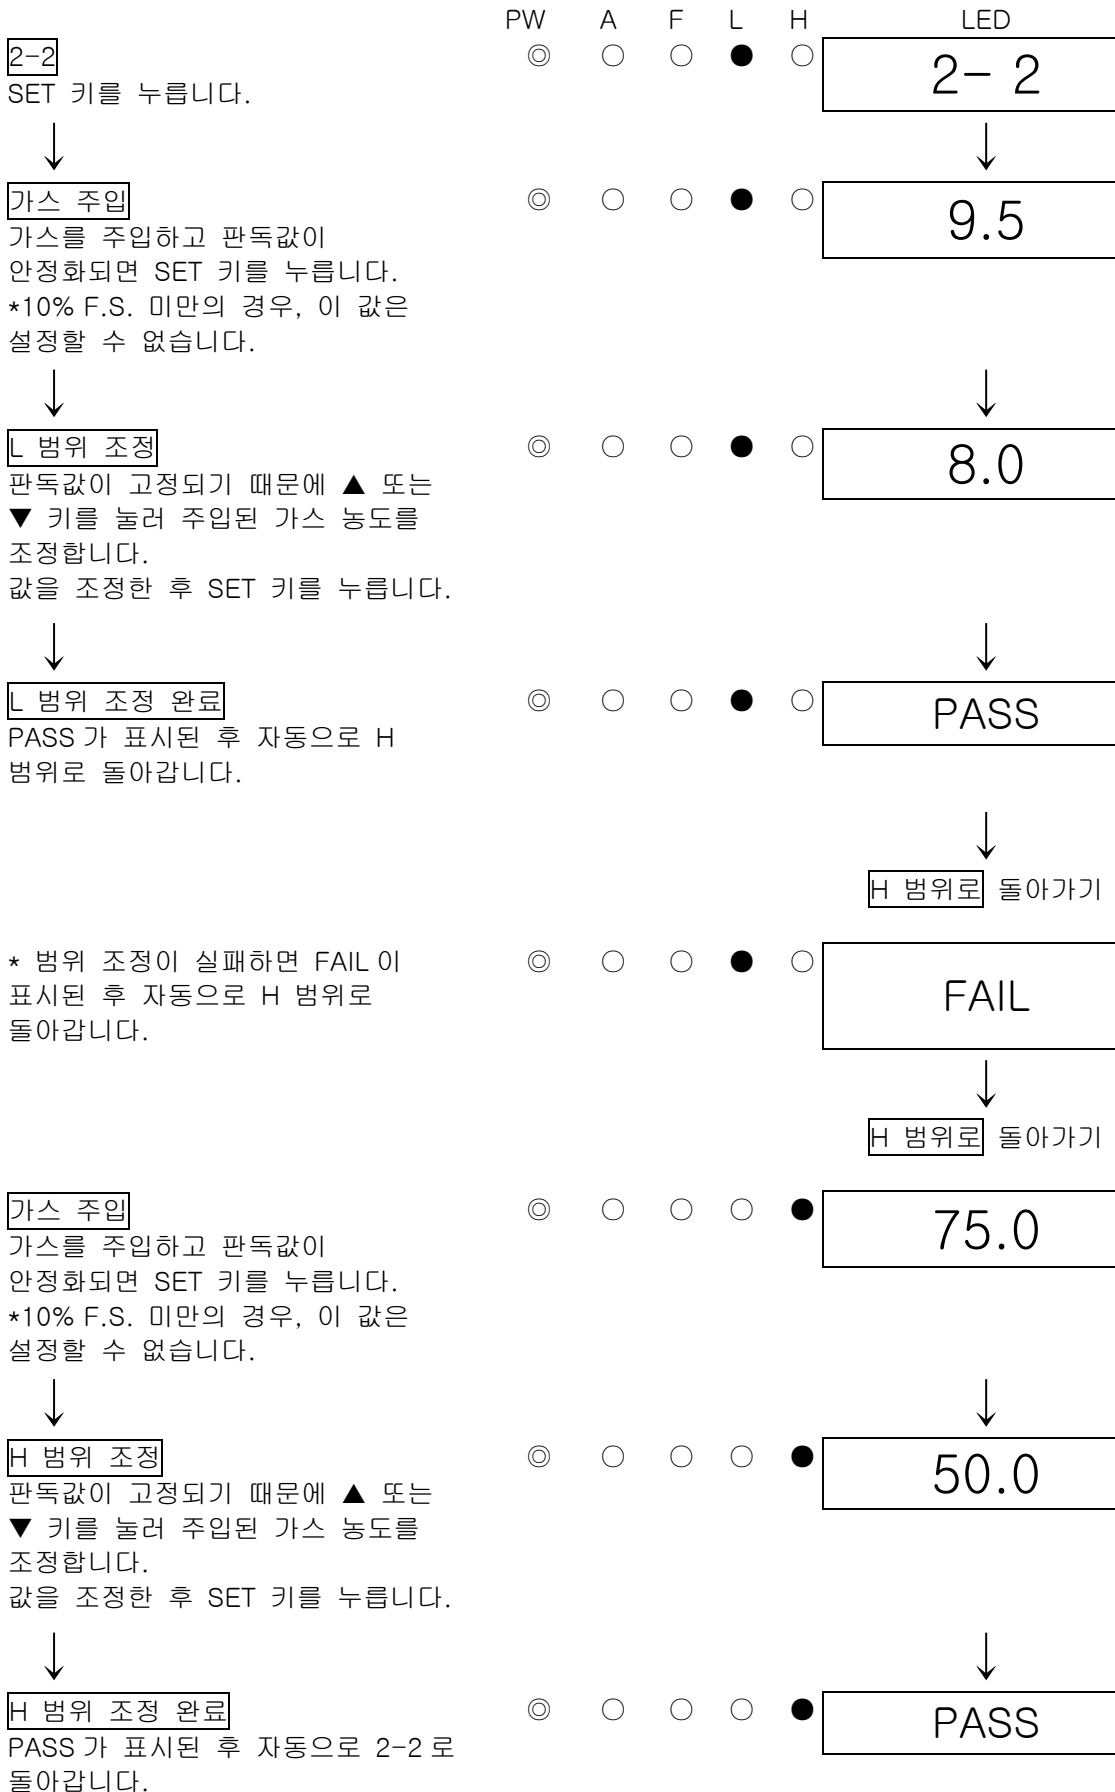 PW A F L H LED
2-2 ◎ ○ ○ ● ○ 2- 2
SET 키를 누릅니다.
↓ ↓
가스 주입 ◎ ○ ○ ● ○ 9.5
가스를 주입하고 판독값이
안정화되면 SET 키를 누릅니다.
*10% F.S. 미만의 경우, 이 값은
설정할 수 없습니다.
↓ ↓
L 범위 조정 ◎ ○ ○ ● ○ 8.0
판독값이 고정되기 때문에 ▲ 또는
▼ 키를 눌러 주입된 가스 농도를
조정합니다.
값을 조정한 후 SET 키를 누릅니다.
↓ ↓
L 범위 조정 완료 ◎ ○ ○ ● ○ PASS
PASS 가 표시된 후 자동으로 H
범위로 돌아갑니다.
↓
H 범위로 돌아가기
* 범위 조정이 실패하면 FAIL 이 ◎ ○ ○ ● ○ FAIL
표시된 후 자동으로 H 범위로
돌아갑니다.
↓
H 범위로 돌아가기
가스 주입 ◎ ○ ○ ○ ● 75.0
가스를 주입하고 판독값이
안정화되면 SET 키를 누릅니다.
*10% F.S. 미만의 경우, 이 값은
설정할 수 없습니다.
↓ ↓
H 범위 조정 ◎ ○ ○ ○ ● 50.0
판독값이 고정되기 때문에 ▲ 또는
▼ 키를 눌러 주입된 가스 농도를
조정합니다.
값을 조정한 후 SET 키를 누릅니다.
↓ ↓
H 범위 조정 완료 ◎ ○ ○ ○ ● PASS
PASS 가 표시된 후 자동으로 2-2 로
돌아갑니다.